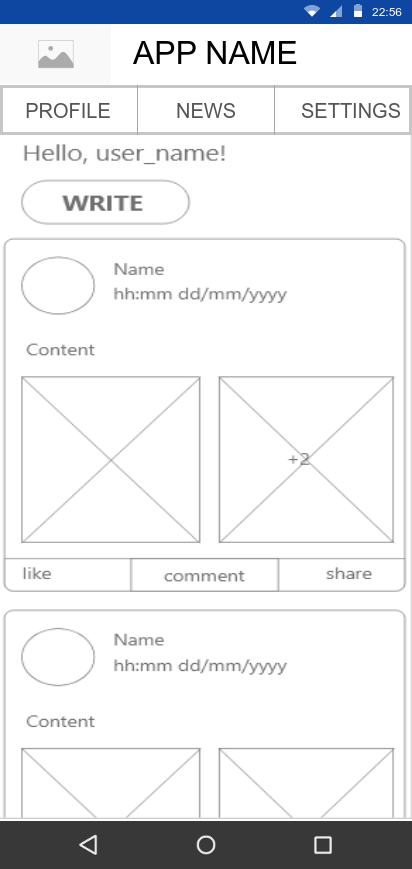 22:56
APP NAME
PROFILE NEWS SETTINGS
Hello, user_name!
WRITE
Name
hh:mm dd/mm/yyyy
Content
+2
like comment share
Name
hh:mm dd/mm/yyyy
Content